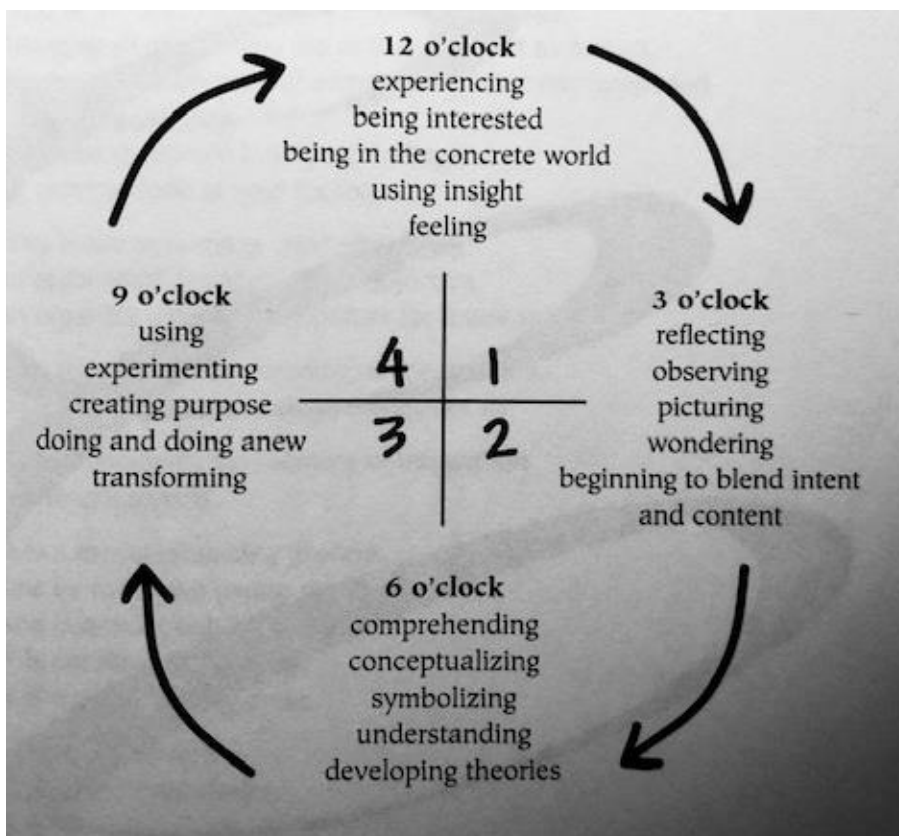 12 o'clock
experiencing
being interested
being in the concrete world
using insight
feeling
3 o'clock
reflecting
observing
picturing
wondering
beginning to blend intent
and content
6 o'clock
comprehending
conceptualizing
symbolizing
understanding
developing theories
9 o'clock
using
experimenting
creating purpose
doing and doing anew
transforming
4 1
3 2